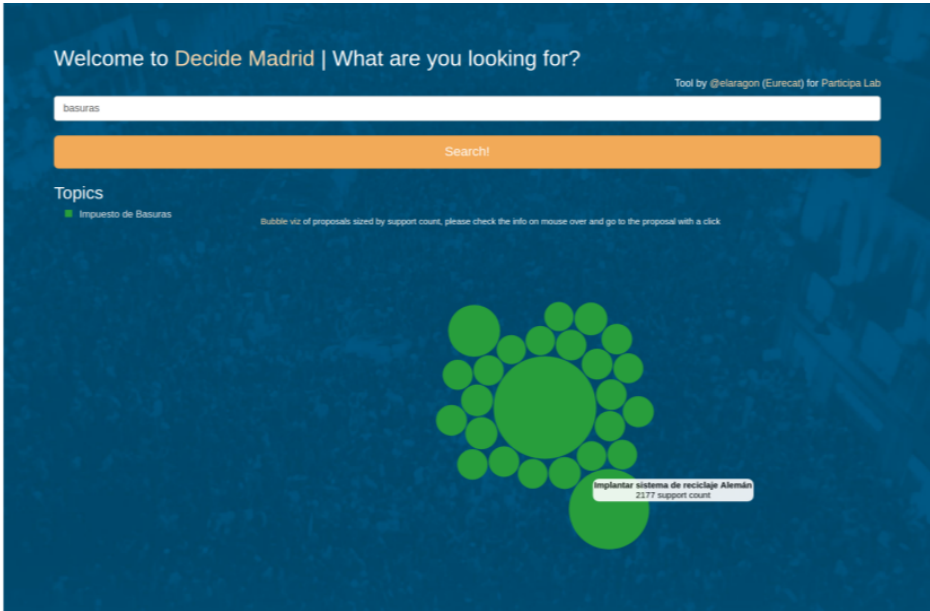 Welcome to Decide Madrid | What are you looking for?
Tool by @elaragon (Eurecat) for Participa Lab
basuras
Search!
Topics
Impuesto de Basuras
Bubble viz of proposals sized by support count, please check the info on mouse over and go to the proposal with a click
Implantar sistema de reciclaje Alemán
2177 support count